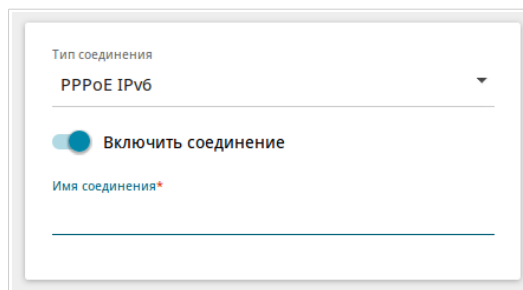 Тип соединения
PPPoE IPv6
Включить соединение
Имя соединения*